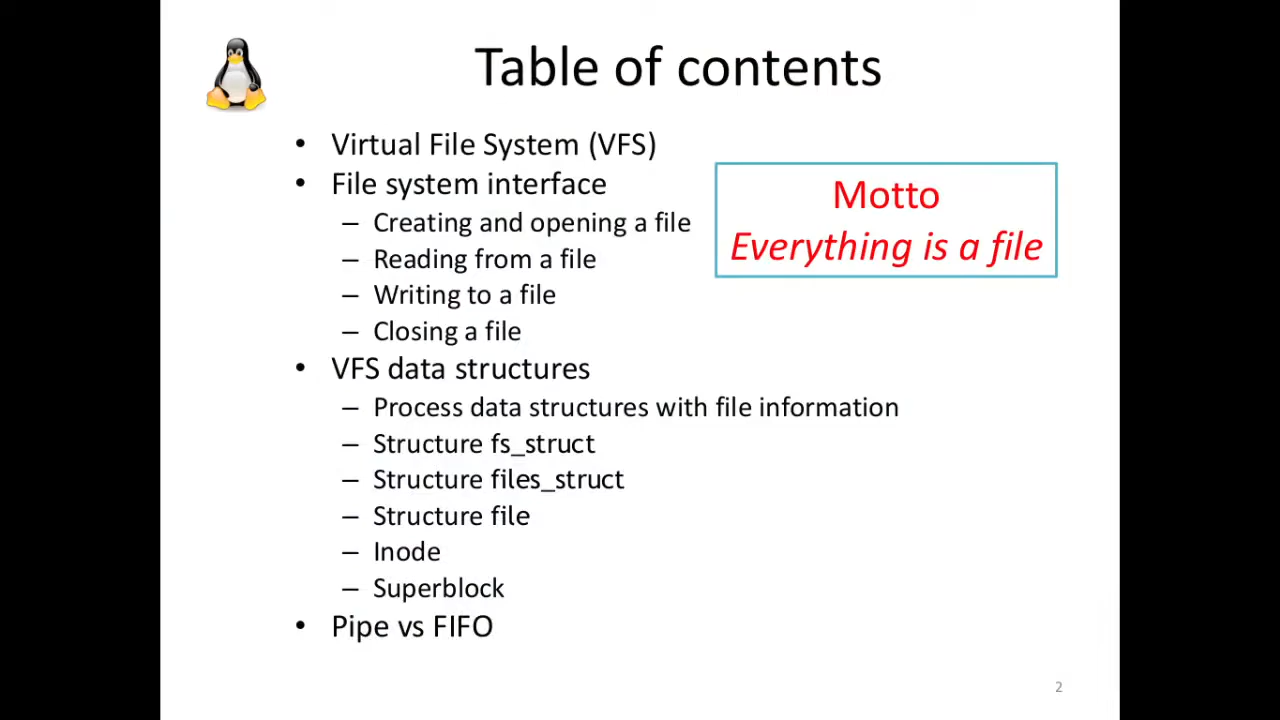 Table of contents
• Virtual File System (VFS)
• File system interface
– Creating and opening a file
– Reading from a file
– Writing to a file
– Closing a file
Motto
Everything is a file
• VFS data structures
– Process data structures with file information
– Structure fs_struct
– Structure files_struct
– Structure file
– Inode
– Superblock
• Pipe vs FIFO
2